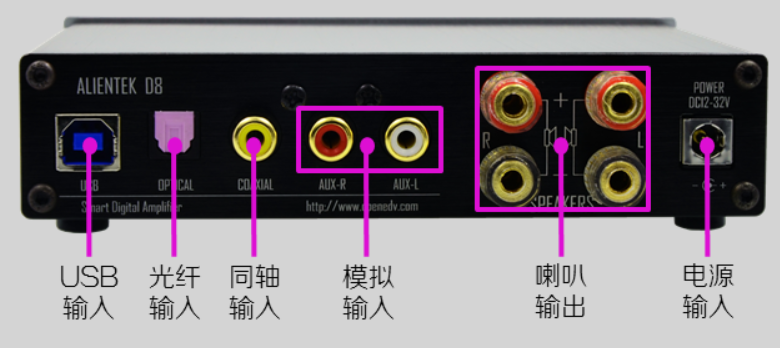 ALIENTEK D8
POWER
DC12-32V
R
+
L
-
USB
OPTICAL
COAXIAL
AUX-R
AUX-L
SPEAKERS
- +
Smart Digital Amplifier
http://www.openedv.com
USB
输入
光纤
输入
同轴
输入
模拟
输入
喇叭
输出
电源
输入